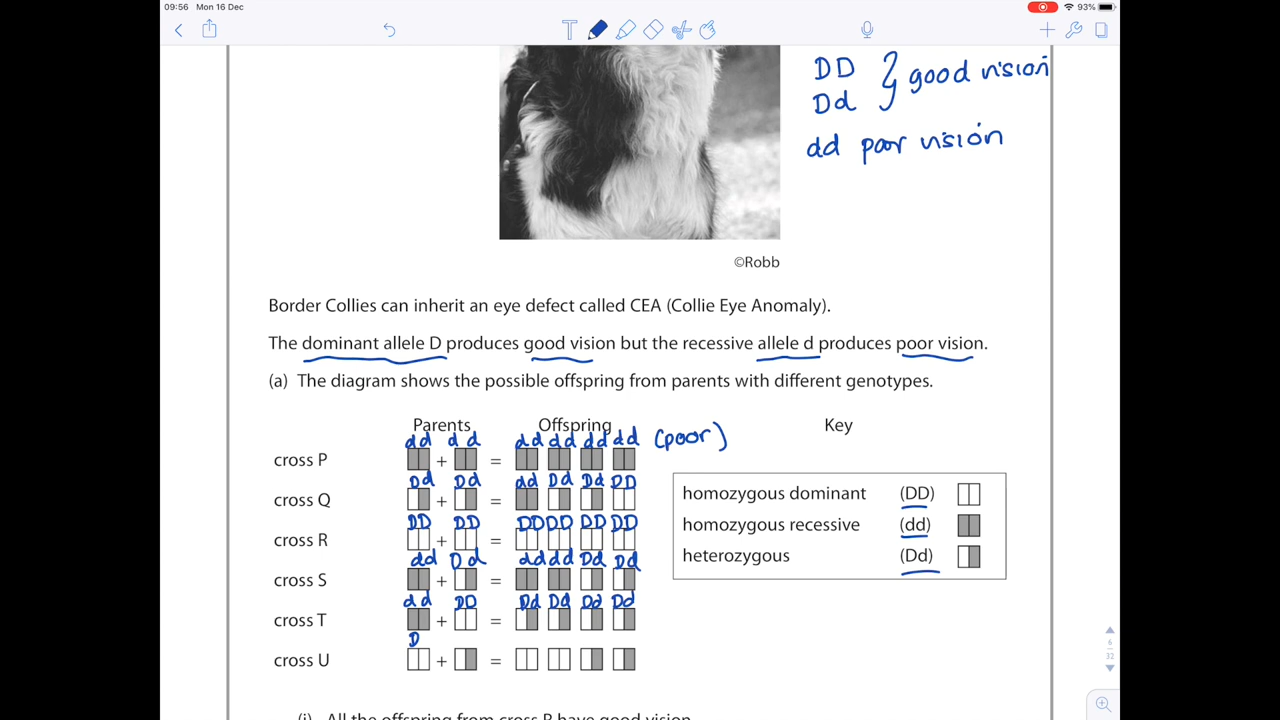 09:56 Mon 16 Dec
93%
T
DD
Dd
good vision
dd poor vision
©Robb
Border Collies can inherit an eye defect called CEA (Collie Eye Anomaly).
The dominant allele D produces good vision but the recessive allele d produces poor vision.
(a) The diagram shows the possible offspring from parents with different genotypes.
Parents Offspring Key
dd dd dd dd dd dd (poor)
cross P + =
Dd Dd dd Dd Dd DD
cross Q + =
DD DD DD DD DD DD
cross R + =
dd Dd dd dd Dd Dd
cross S + =
dd DD Dd Dd Dd Dd
cross T + =
D
cross U + =
homozygous dominant (DD)
homozygous recessive (dd)
heterozygous (Dd)
6
32
(i) All the offspring from cross R have good vision.